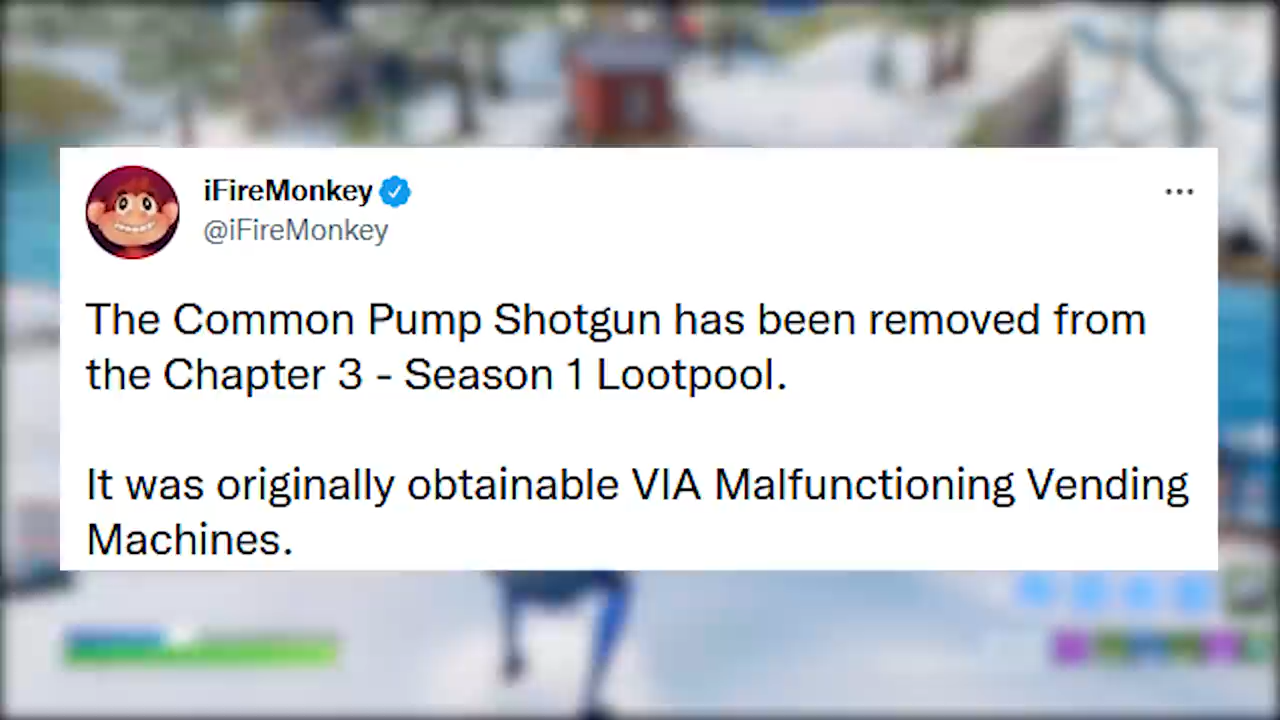 iFireMonkey
@iFireMonkey
The Common Pump Shotgun has been removed from
the Chapter 3 - Season 1 Lootpool.
It was originally obtainable VIA Malfunctioning Vending
Machines.